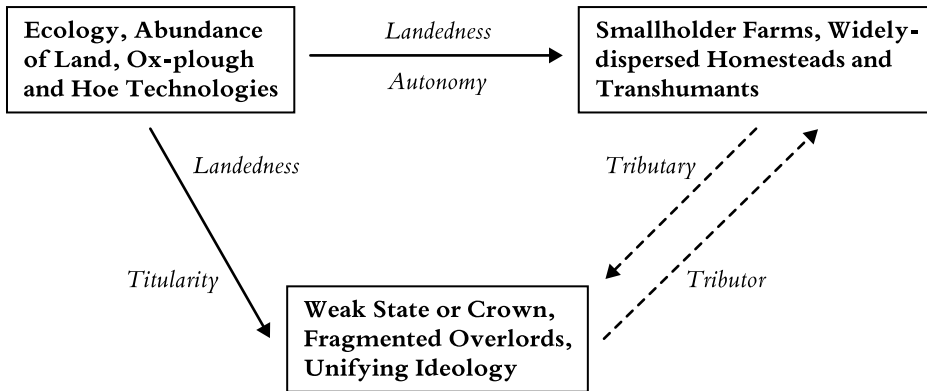 Ecology, Abundance
of Land, Ox-plough
and Hoe Technologies
Landedness
Autonomy
Smallholder Farms, Widely-
dispersed Homesteads and
Transhumants
Landedness
Titularity
Tributary
Tributor
Weak State or Crown,
Fragmented Overlords,
Unifying Ideology